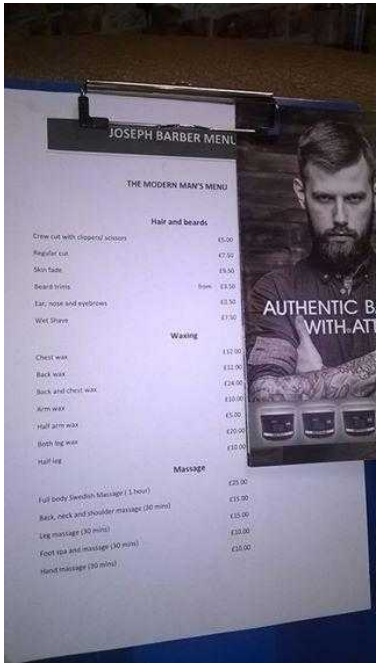 JOSEPH BARBER MENU
THE MODERN MAN'S MENU
Hair and beards
Crew cut with clippers/ scissors £5.00
Regular cut £7.50
Skin fade £9.50
Beard trims from £3.50
Ear, nose and eyebrows £2.50
Wet Shave £7.50
Waxing
Chest wax £12.00
Back wax £12.00
Back and chest wax £24.00
Arm wax £10.00
Half arm wax £5.00
Both leg wax £20.00
Half leg £10.00
Massage
Full body Swedish Massage ( 1 hour) £25.00
Back, neck and shoulder massage (30 mins) £15.00
Leg massage (30 mins) £15.00
Foot spa and massage (30 mins) £10.00
Hand massage (30 mins) £10.00
AUTHENTIC
WITH